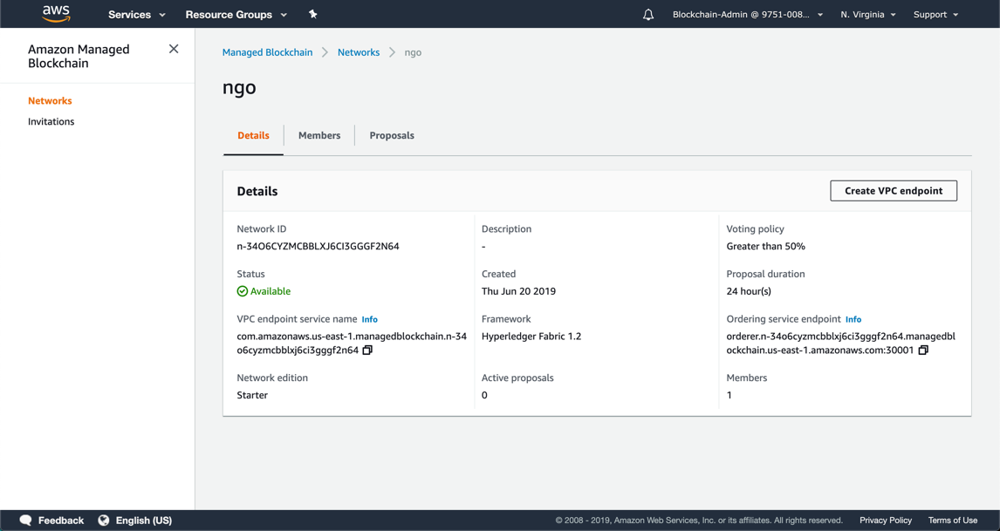 aws
Services
Resource Groups
Blockchain-Admin @ 9751-008...
N. Virginia
Support
Amazon Managed
Blockchain
Networks
Invitations
Managed Blockchain
Networks
ngo
ngo
Details
Members
Proposals
Details
Create VPC endpoint
Network ID
n-34O6CYZMCBBLXJ6CI3GGGF2N64
Description
-
Voting policy
Greater than 50%
Status
Available
Created
Thu Jun 20 2019
Proposal duration
24 hour(s)
VPC endpoint service name Info
com.amazonaws.us-east-1.managedblockchain.n-34
o6cyzmcbblxj6ci3gggf2n64
Framework
Hyperledger Fabric 1.2
Ordering service endpoint Info
orderer.n-34o6cyzmcbblxj6ci3gggf2n64.managedbl
ockchain.us-east-1.amazonaws.com:30001
Network edition
Starter
Active proposals
0
Members
1
Feedback
English (US)
© 2008 - 2019, Amazon Web Services, Inc. or its affiliates. All rights reserved.
Privacy Policy
Terms of Use